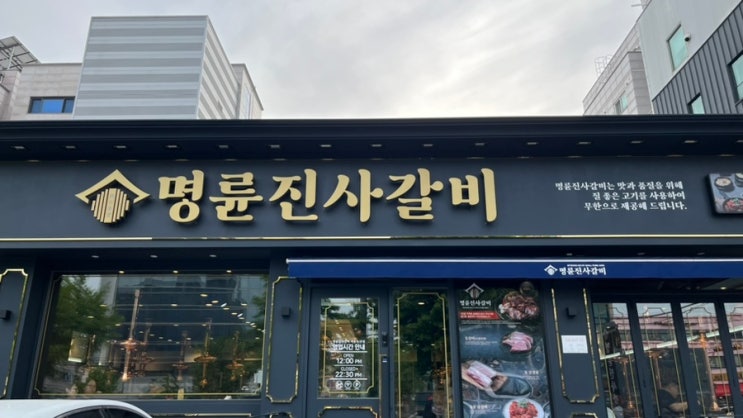 명륜진사갈비
명륜진사갈비는 맛과 품질을 위해
질 좋은 고기를 사용하여
무한으로 제공해 드립니다.
명륜진사갈비
명륜진사갈비
영업시간 안내
OPEN
12:00 PM
CLOSED
22:30 PM